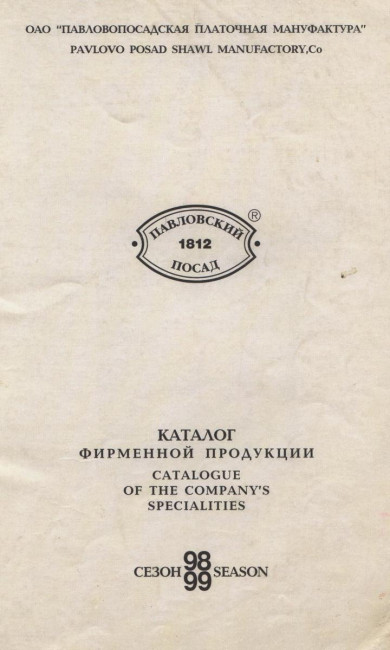 ОАО "ПАВЛОВОПОСАДСКАЯ ПЛАТОЧНАЯ МАНУФАКТУРА"
PAVLOVO POSAD SHAWL MANUFACTORY,Co
ПАВЛОВСКИЙ ®
1812
ПОСАД
КАТАЛОГ
ФИРМЕННОЙ ПРОДУКЦИИ
CATALOGUE
OF THE COMPANY'S
SPECIALITIES
98
СЕЗОН SEASON
99